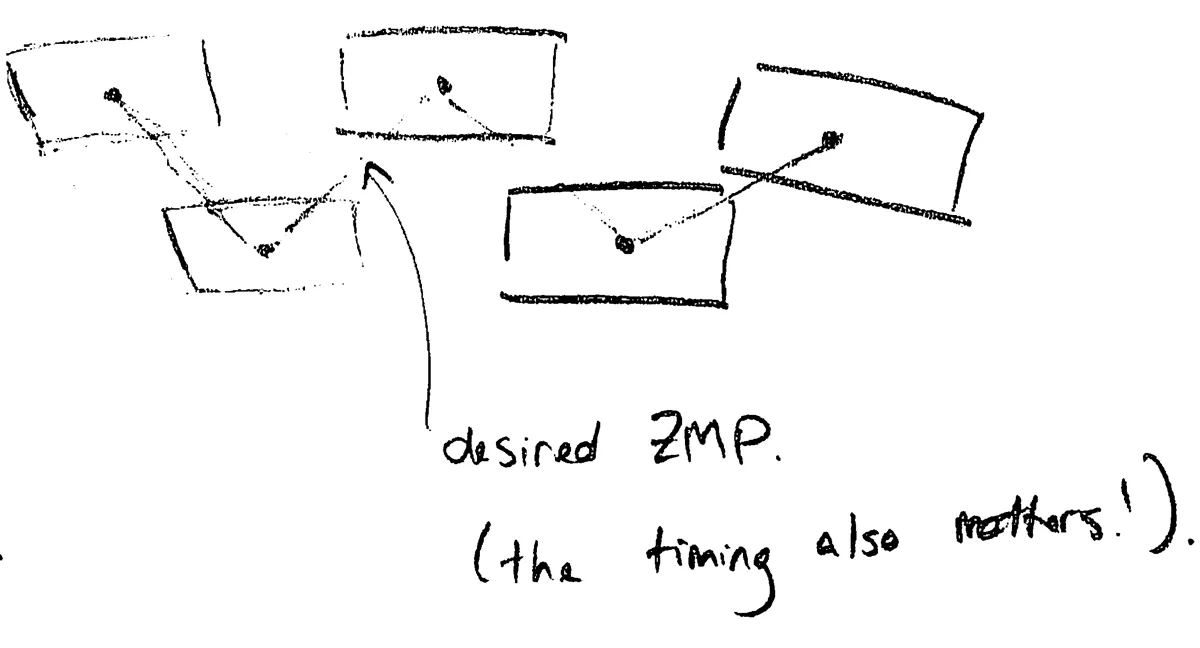 desired ZMP.
(the timing also matters!).